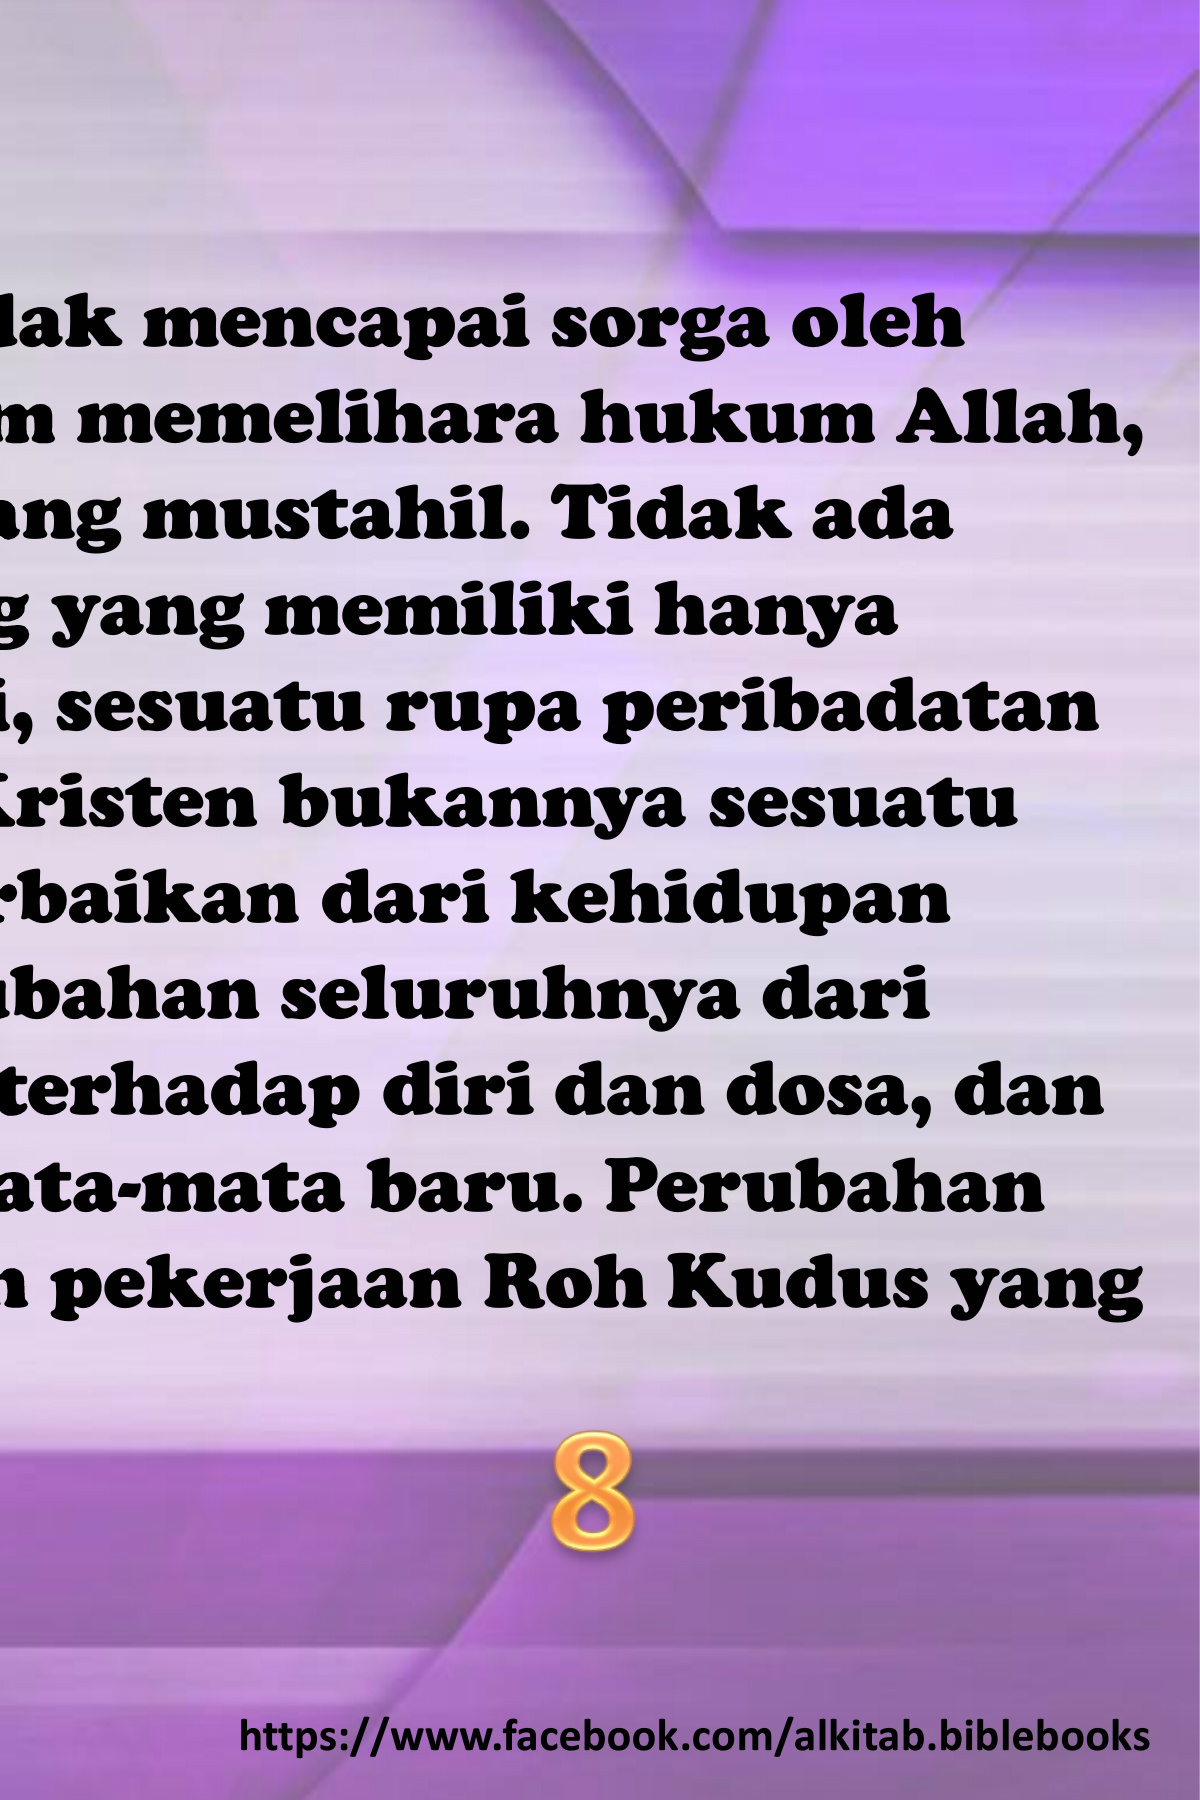 dak mencapai sorga oleh
m memelihara hukum Allah,
ang mustahil. Tidak ada
g yang memiliki hanya
i, sesuatu rupa peribadatan
Kristen bukannya sesuatu
rbaikan dari kehidupan
ubahan seluruhnya dari
terhadap diri dan dosa, dan
ata-mata baru. Perubahan
n pekerjaan Roh Kudus yang
8
https://www.facebook.com/alkitab.biblebooks